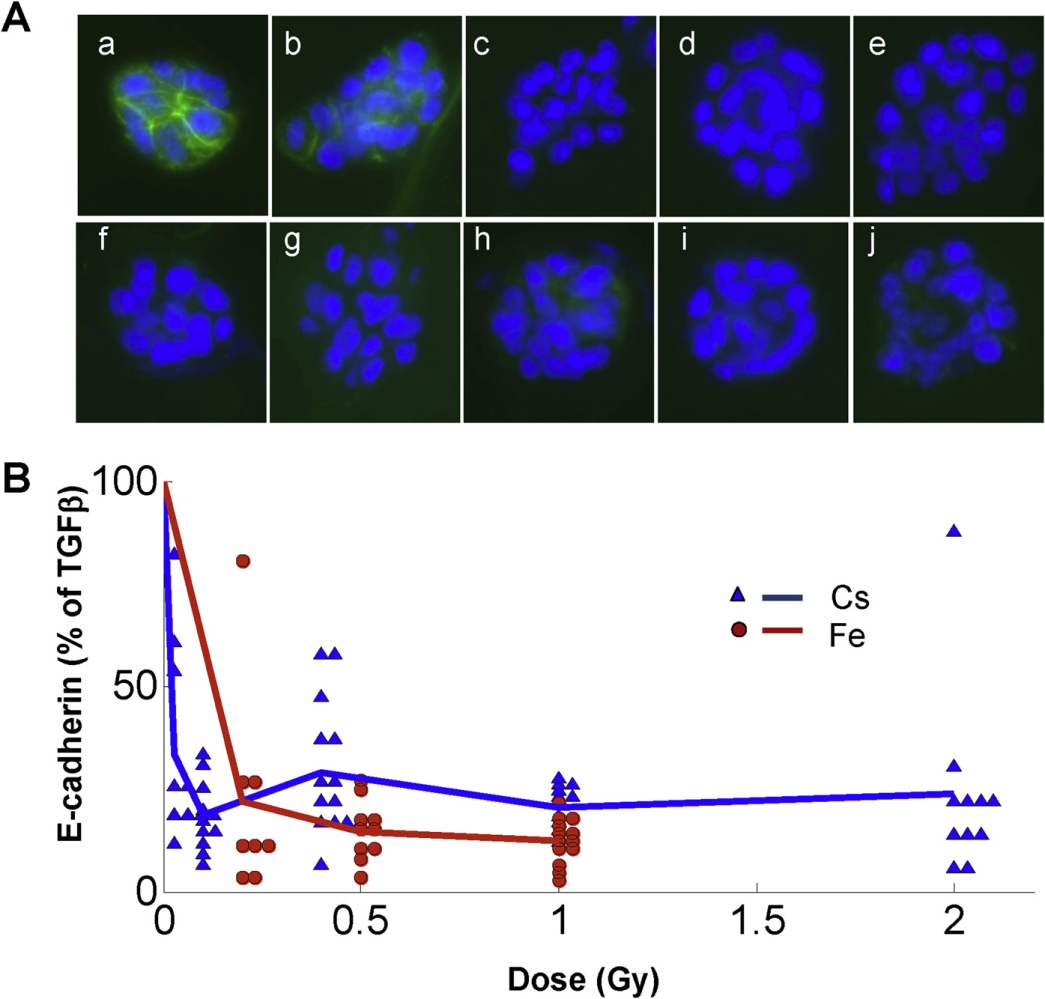 A
a b c d e
f g h i j
B
E-cadherin (% of TGFβ)
100
50
0
Cs
Fe
0 0.5 1 1.5 2
Dose (Gy)